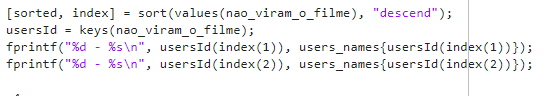 [sorted, index] = sort(values(nao_viram_o_filme), "descend");
usersId = keys(nao_viram_o_filme);
fprintf("%d - %s\n", usersId(index(1)), users_names{usersId(index(1))});
fprintf("%d - %s\n", usersId(index(2)), users_names{usersId(index(2))});